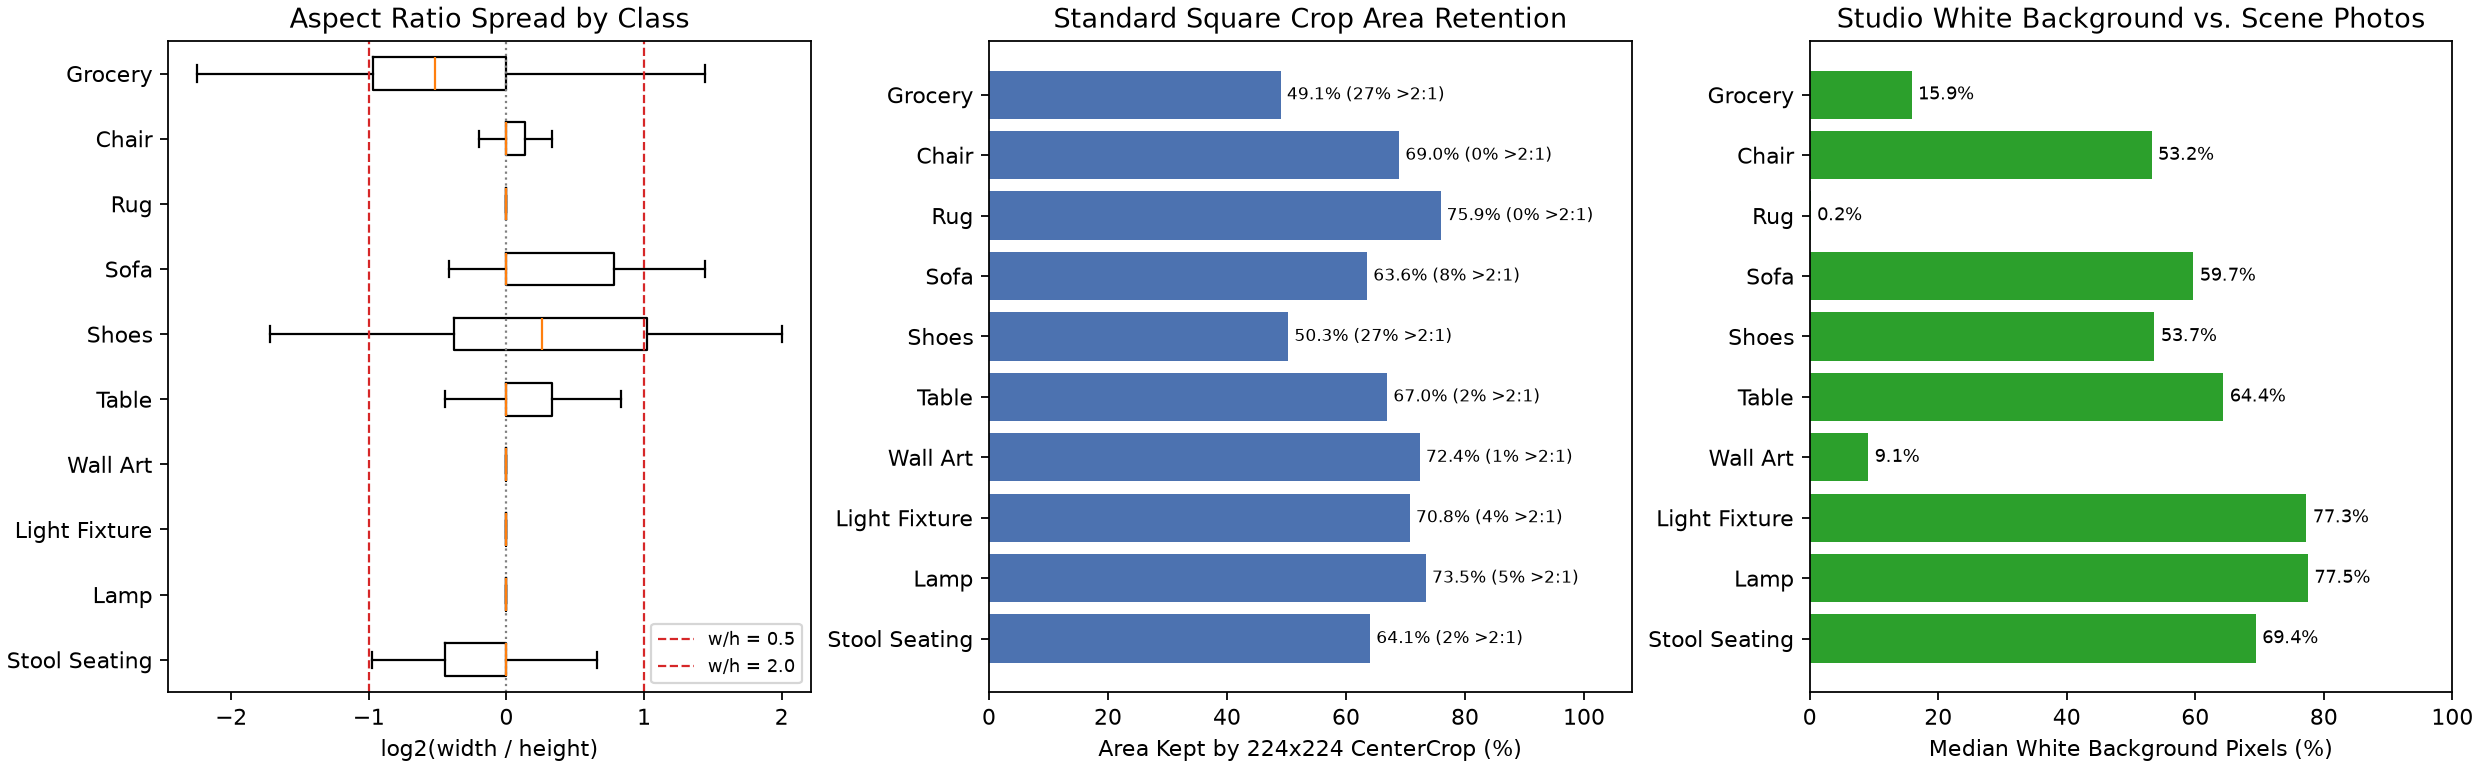 Aspect Ratio Spread by Class
Grocery
Chair
Rug
Sofa
Shoes
Table
Wall Art
Light Fixture
Lamp
Stool Seating
w/h = 0.5
w/h = 2.0
−2 −1 0 1 2
log2(width / height)
Standard Square Crop Area Retention
Grocery 49.1% (27% >2:1)
Chair 69.0% (0% >2:1)
Rug 75.9% (0% >2:1)
Sofa 63.6% (8% >2:1)
Shoes 50.3% (27% >2:1)
Table 67.0% (2% >2:1)
Wall Art 72.4% (1% >2:1)
Light Fixture 70.8% (4% >2:1)
Lamp 73.5% (5% >2:1)
Stool Seating 64.1% (2% >2:1)
0 20 40 60 80 100
Area Kept by 224x224 CenterCrop (%)
Studio White Background vs. Scene Photos
Grocery 15.9%
Chair 53.2%
Rug 0.2%
Sofa 59.7%
Shoes 53.7%
Table 64.4%
Wall Art 9.1%
Light Fixture 77.3%
Lamp 77.5%
Stool Seating 69.4%
0 20 40 60 80 100
Median White Background Pixels (%)